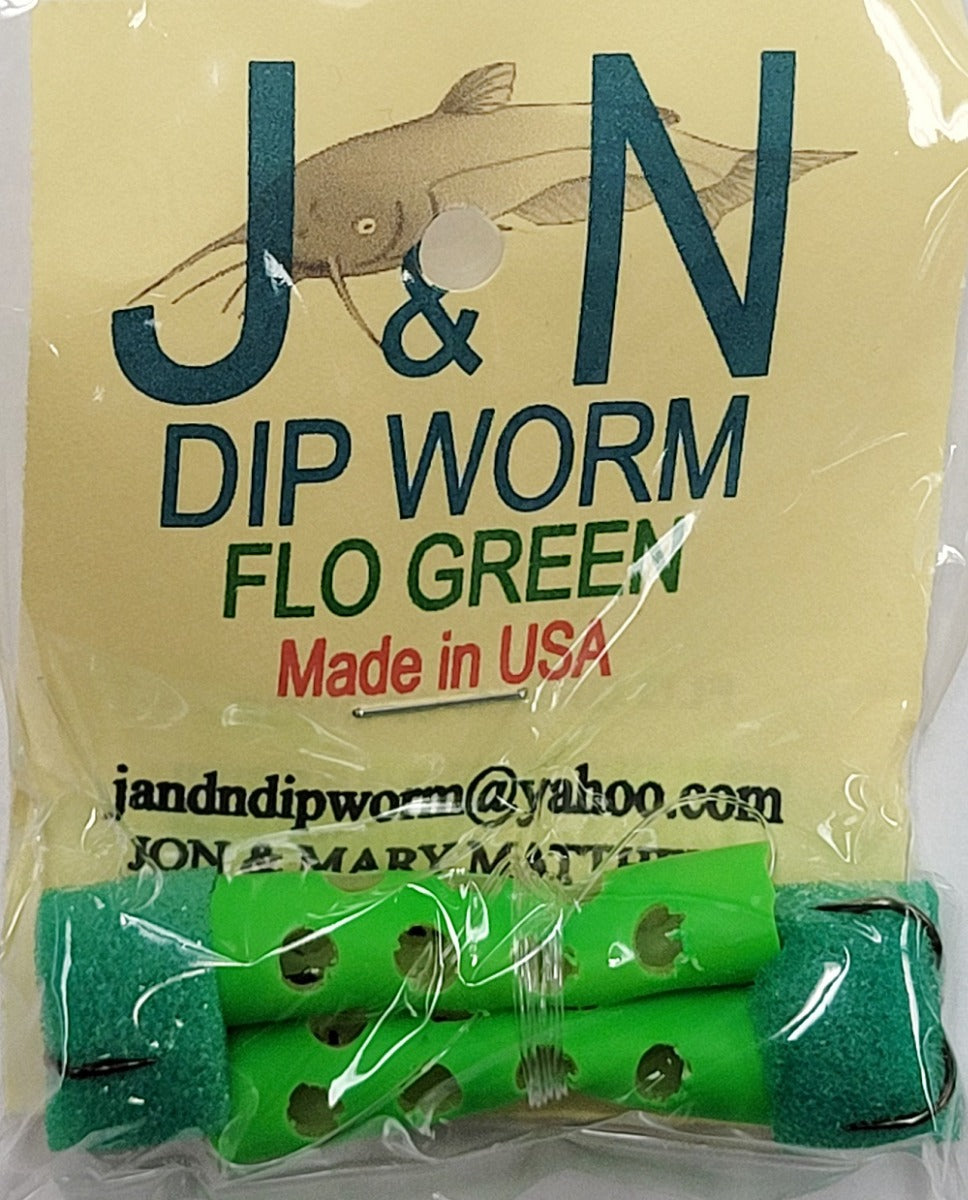 J & N
DIP WORM
FLO GREEN
Made in USA
jandndipworm@yahoo.com
JON & MARY